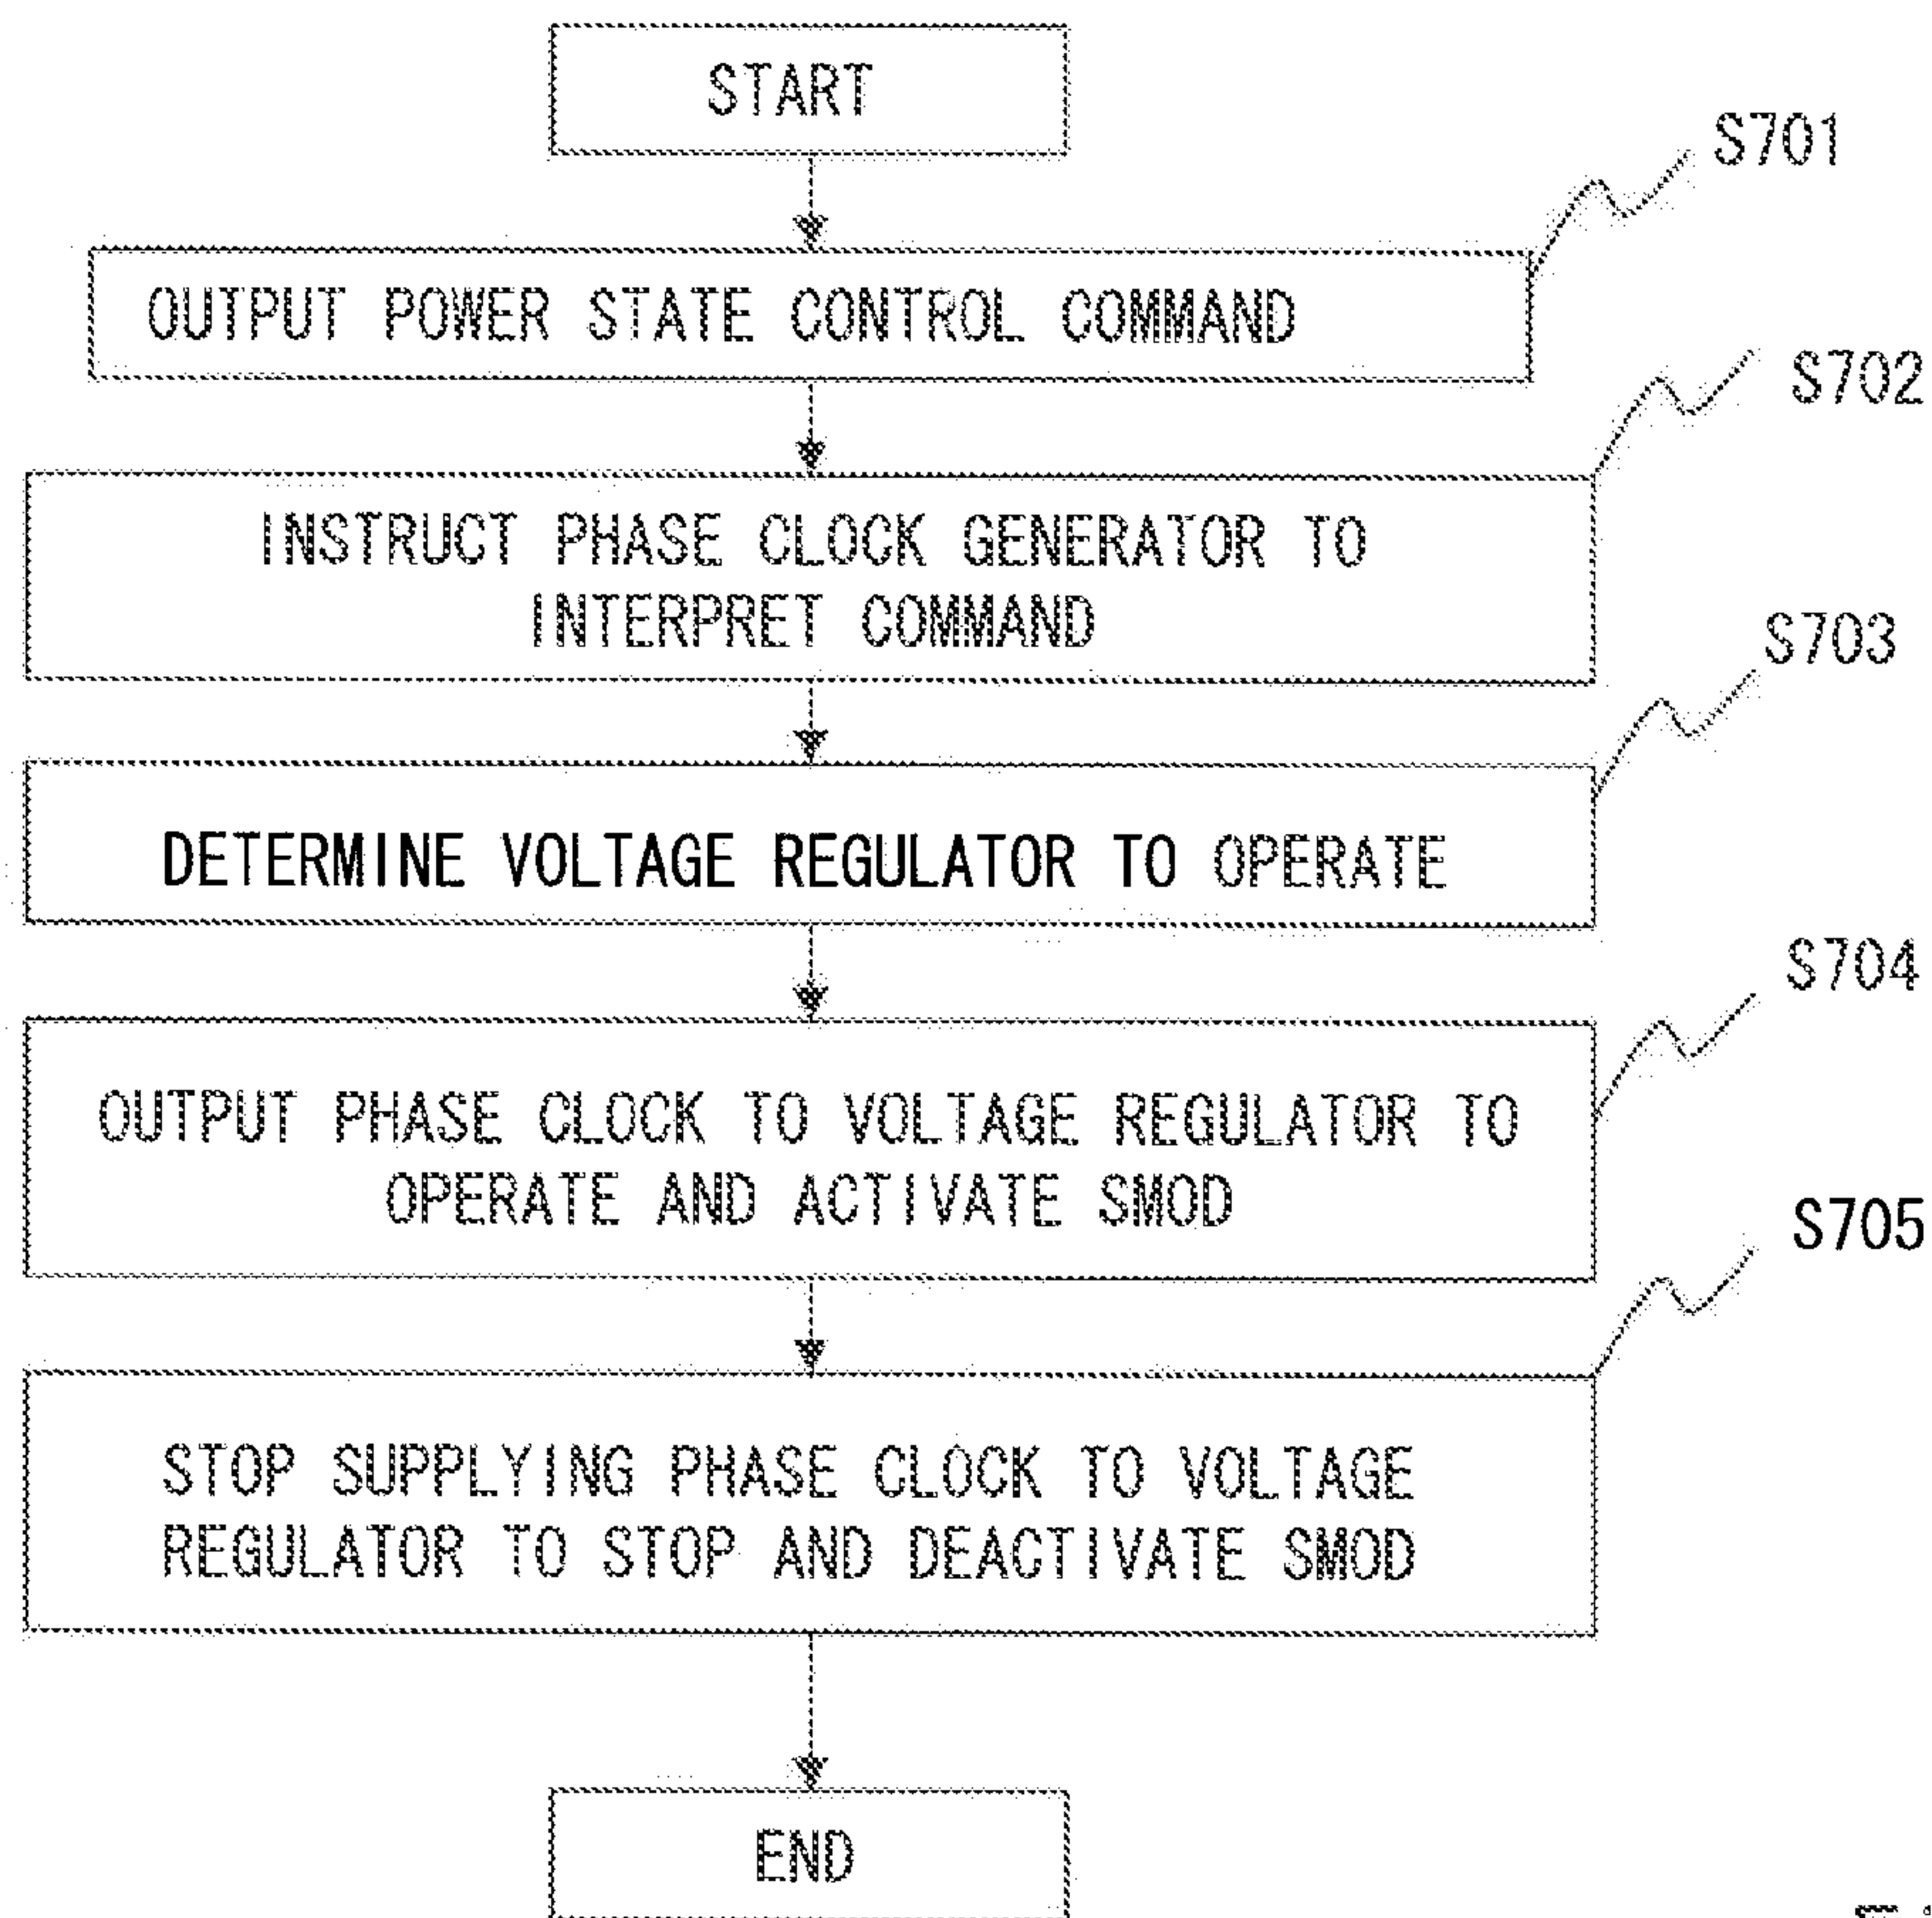 START
S701
OUTPUT POWER STATE CONTROL COMMAND
S702
INSTRUCT PHASE CLOCK GENERATOR TO
INTERPRET COMMAND
S703
DETERMINE VOLTAGE REGULATOR TO OPERATE
S704
OUTPUT PHASE CLOCK TO VOLTAGE REGULATOR TO
OPERATE AND ACTIVATE SMOD
S705
STOP SUPPLYING PHASE CLOCK TO VOLTAGE
REGULATOR TO STOP AND DEACTIVATE SMOD
END